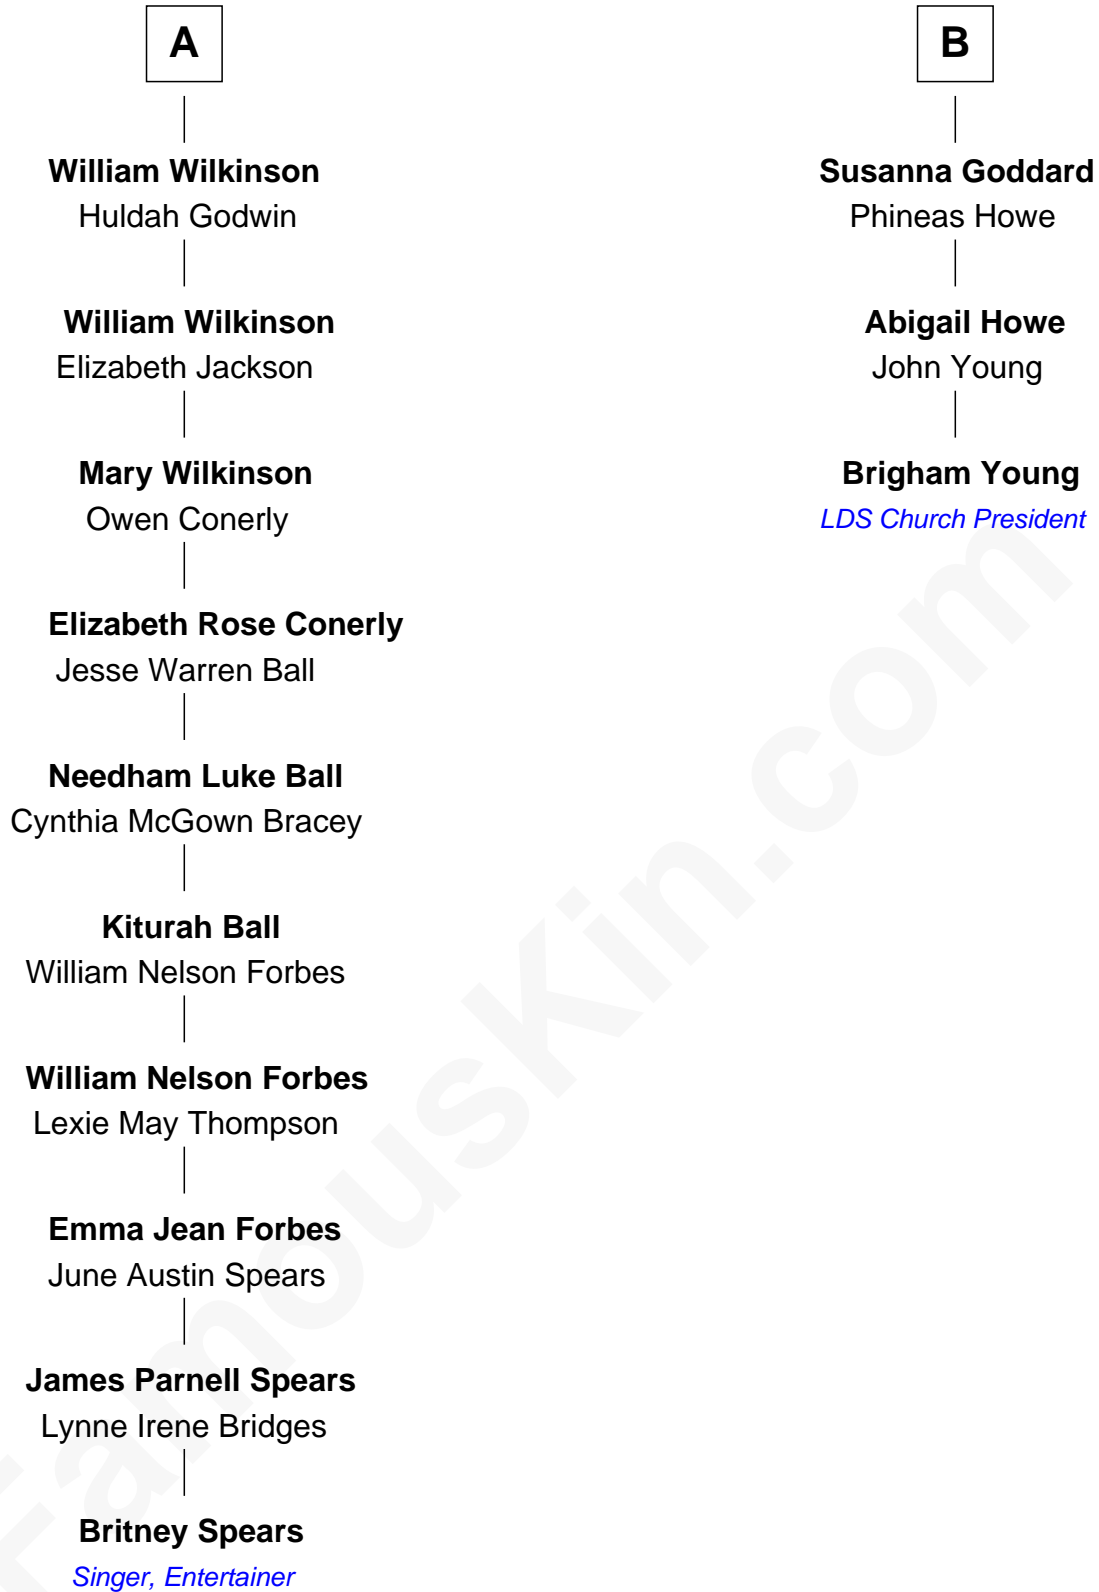 A
William Wilkinson
Huldah Godwin
William Wilkinson
Elizabeth Jackson
Mary Wilkinson
Owen Conerly
Elizabeth Rose Conerly
Jesse Warren Ball
Needham Luke Ball
Cynthia McGown Bracey
Kiturah Ball
William Nelson Forbes
William Nelson Forbes
Lexie May Thompson
Emma Jean Forbes
June Austin Spears
James Parnell Spears
Lynne Irene Bridges
Britney Spears
Singer, Entertainer
B
Susanna Goddard
Phineas Howe
Abigail Howe
John Young
Brigham Young
LDS Church President
FamousKin.com